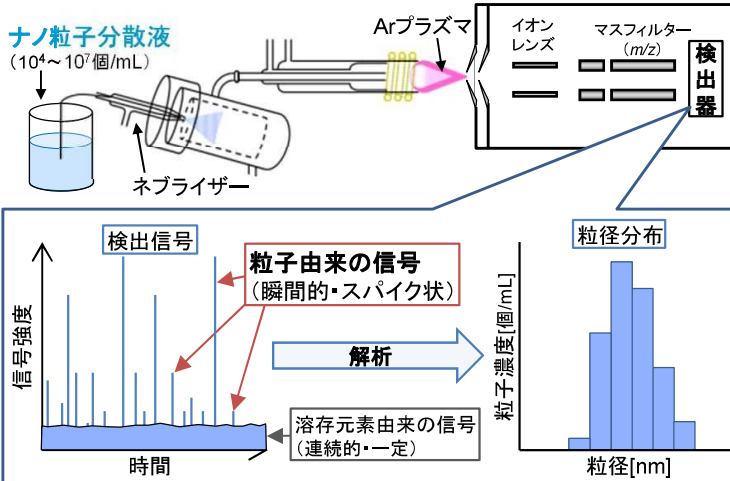 ナノ粒子分散液
（10⁴～10⁷個/mL）
ネブライザー
Arプラズマ
イオン
レンズ
マスフィルター
（m/z）
検出器
検出信号
信号強度
時間
粒子由来の信号
（瞬間的・スパイク状）
溶存元素由来の信号
（連続的・一定）
解析
粒径分布
粒子濃度[個/mL]
粒径[nm]